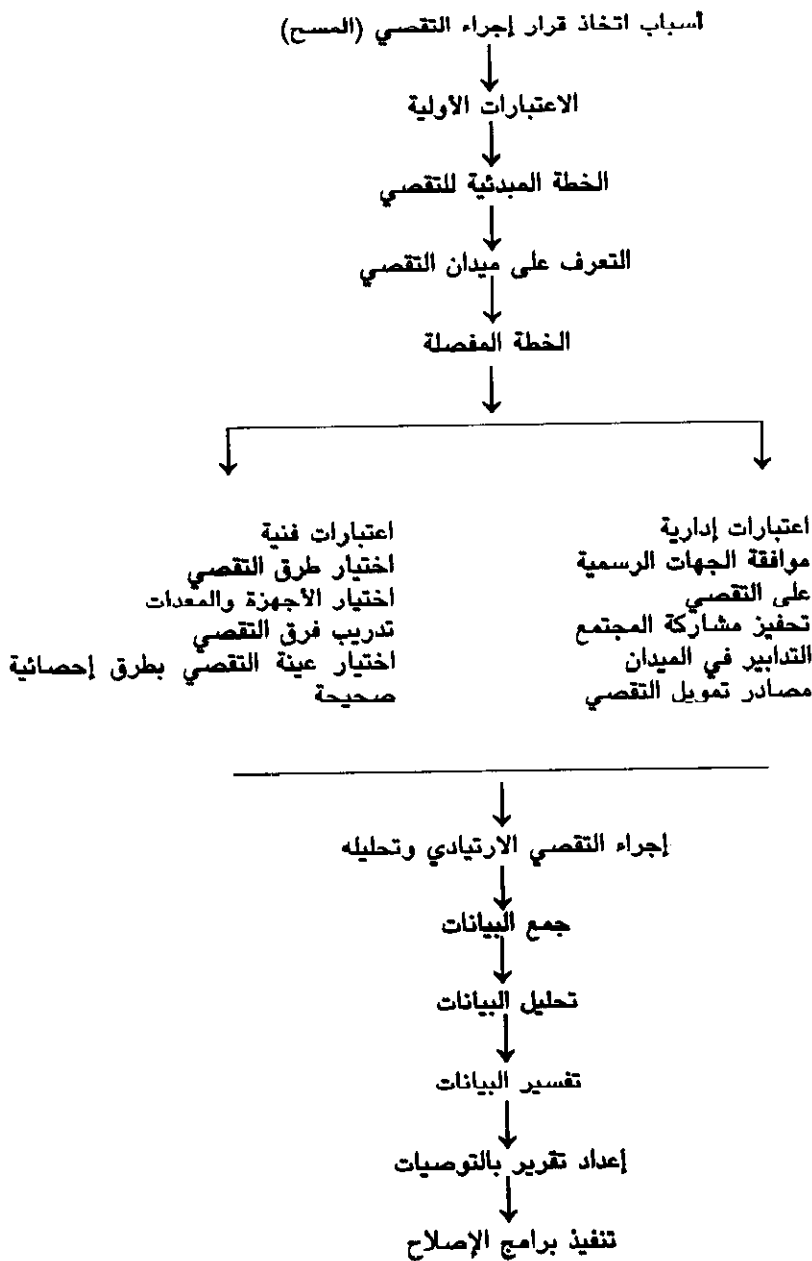 أسباب اتخاذ قرار إجراء التقصي (المسح)
الاعتبارات الأولية
الخطة المبدئية للتقصي
التعرف على ميدان التقصي
الخطة المفصلة
اعتبارات إدارية
موافقة الجهات الرسمية
على التقصي
تحفيز مشاركة المجتمع
التدابير في الميدان
مصادر تمويل التقصي
اعتبارات فنية
اختيار طرق التقصي
اختيار الأجهزة والمعدات
تدريب فرق التقصي
اختيار عينة التقصي بطرق إحصائية
صحيحة
إجراء التقصي الارتيادي وتحليله
جمع البيانات
تحليل البيانات
تفسير البيانات
إعداد تقرير بالتوصيات
تنفيذ برامج الإصلاح